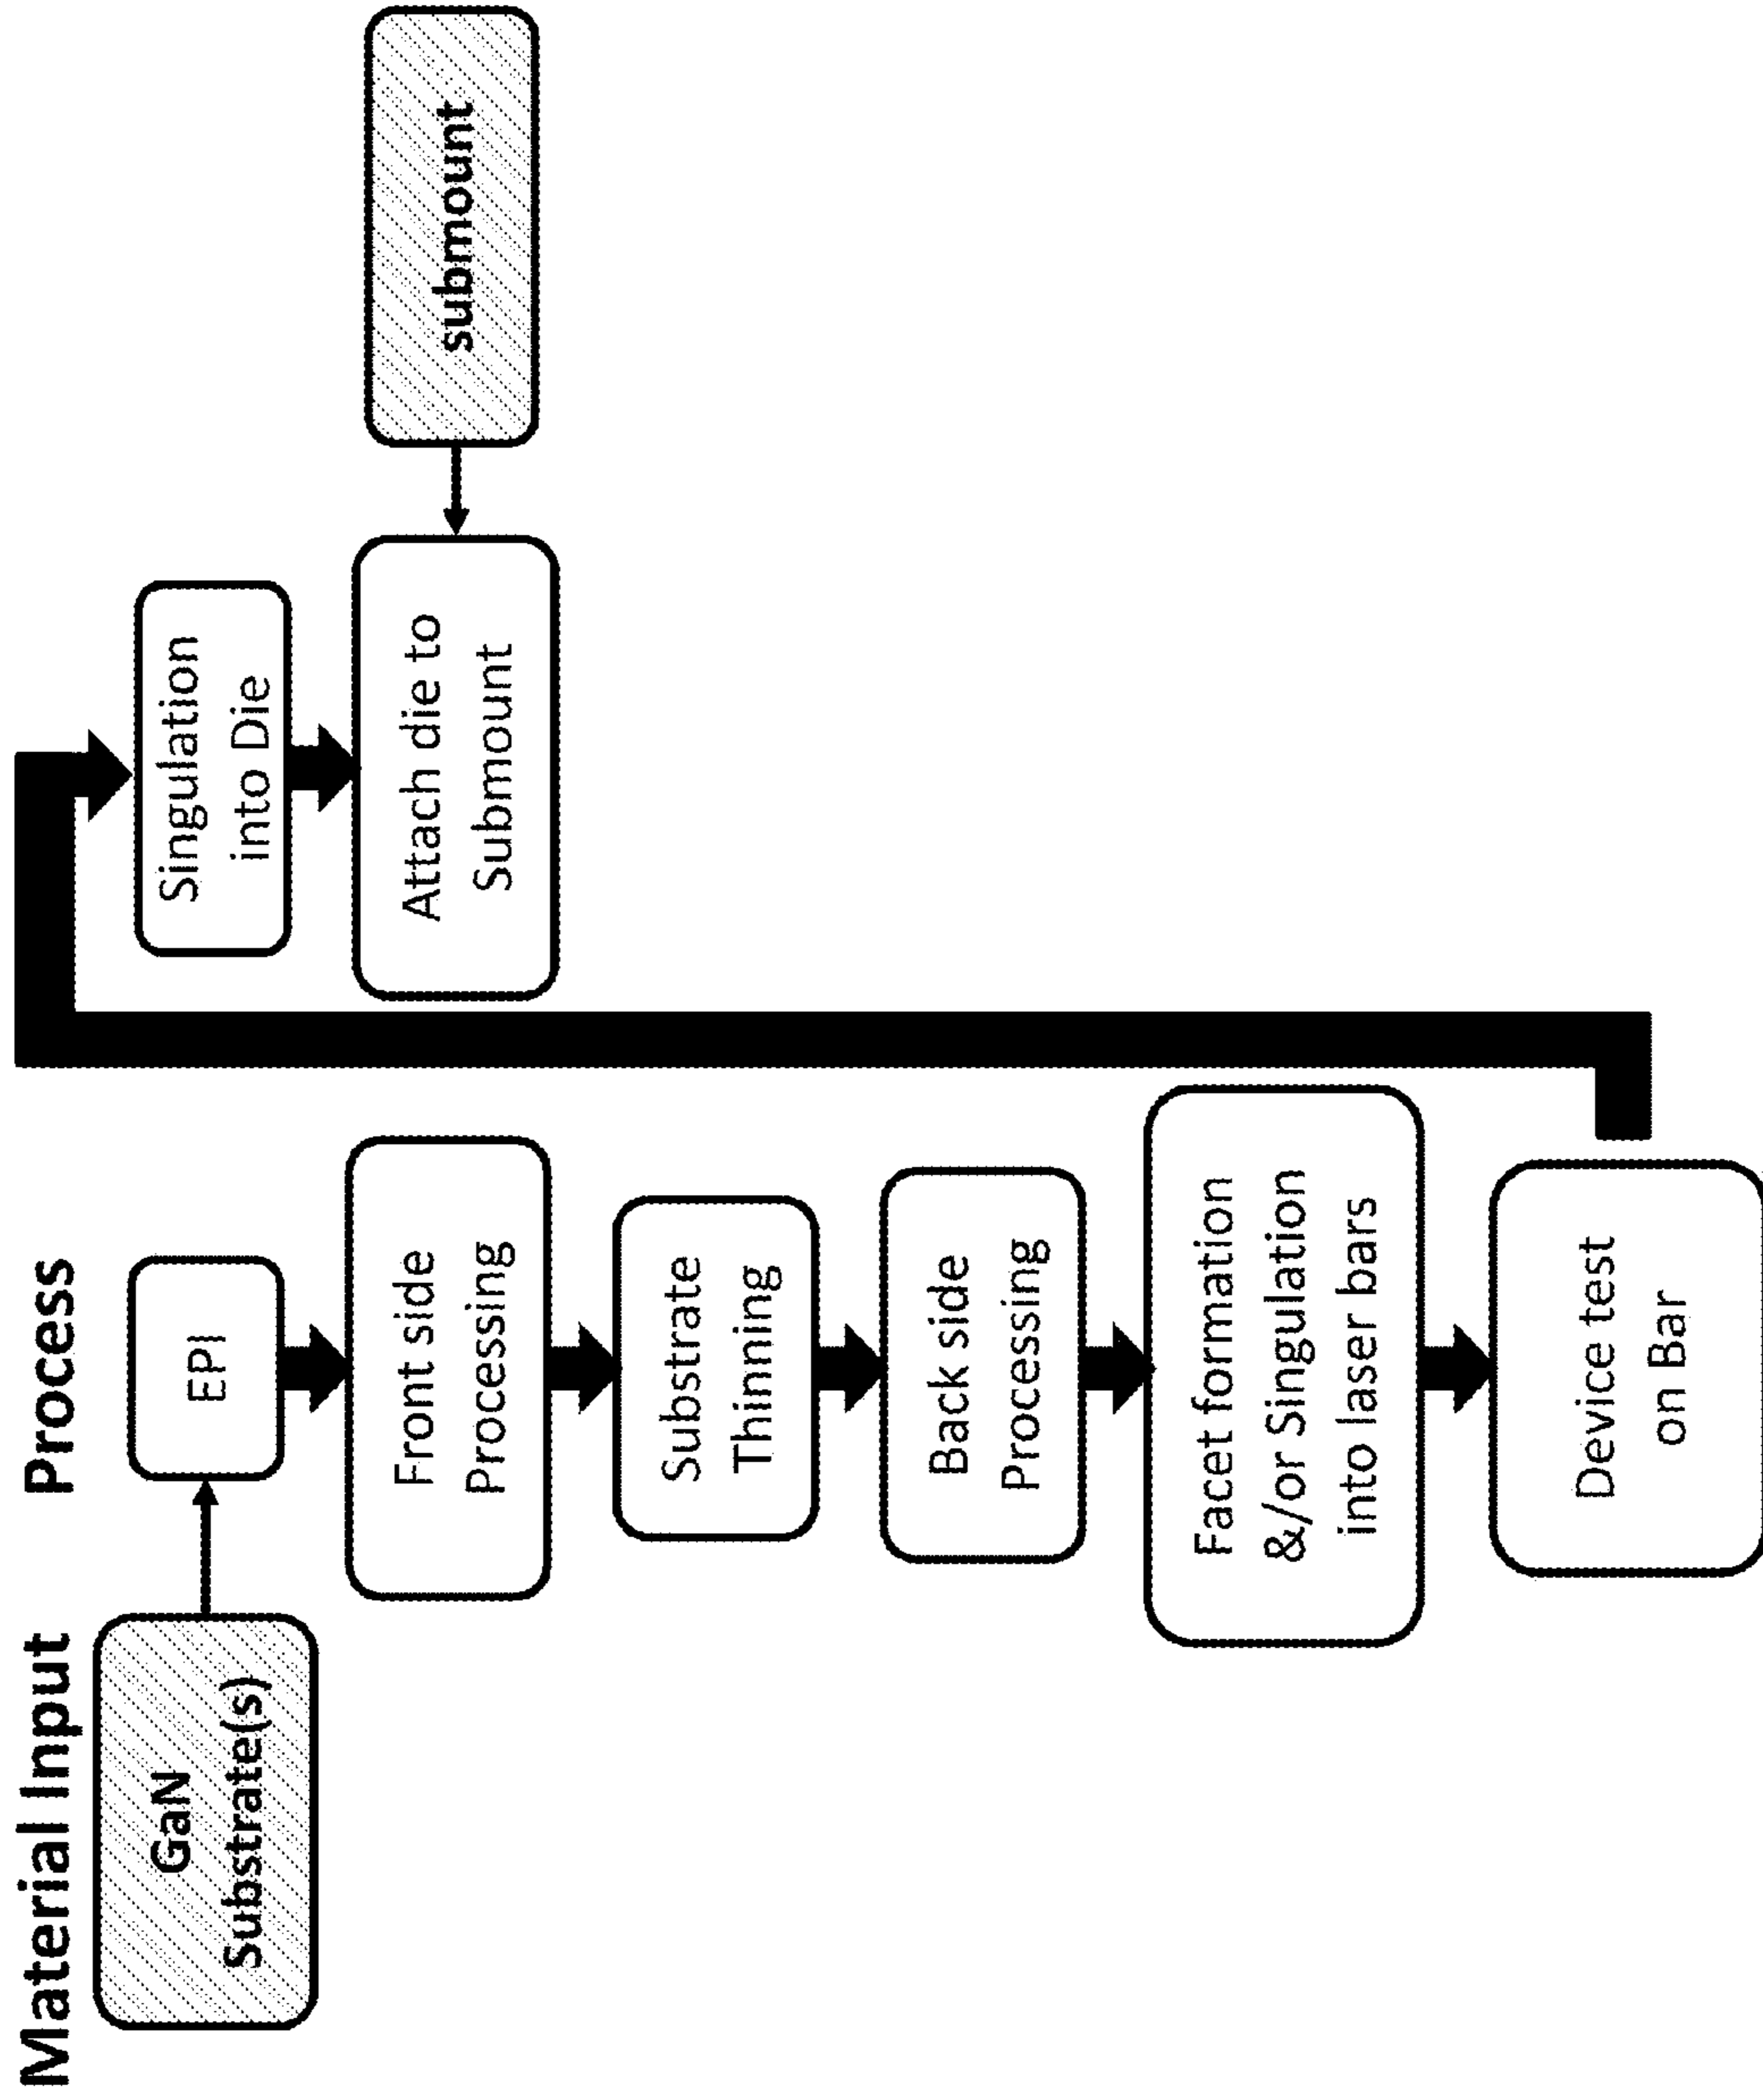 Material Input
Process
GaN
Substrate(s)
EPI
Front side
Processing
Substrate
Thinning
Back side
Processing
Facet formation
&/or Singulation
into laser bars
Device test
on Bar
Singulation
into Die
Attach die to
Submount
submount